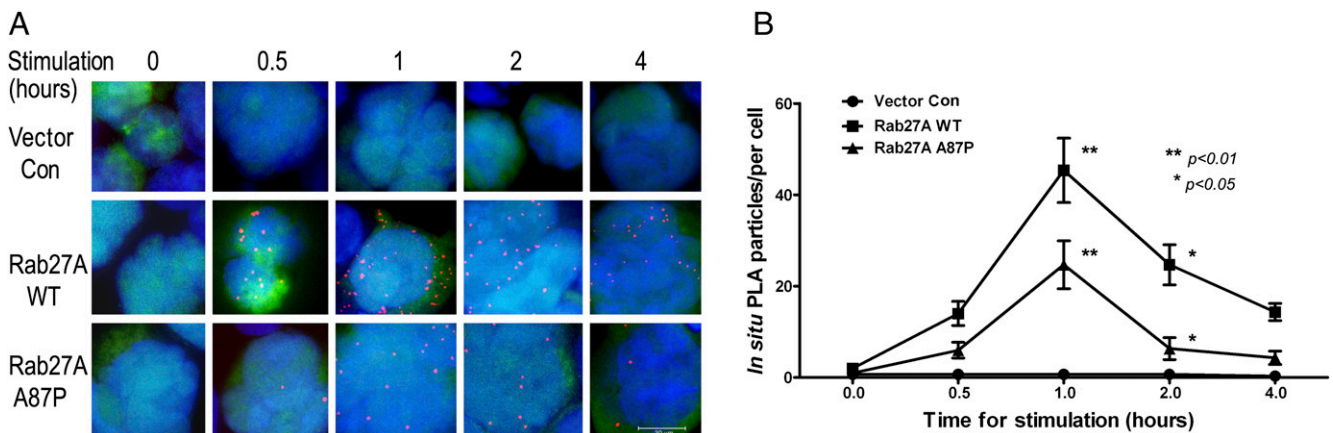 A
Stimulation 0 0.5 1 2 4
(hours)
Vector
Con
Rab27A
WT
Rab27A
A87P
B
Vector Con
Rab27A WT
Rab27A A87P
** p<0.01
* p<0.05
60
40
20
0
** 
**
*
*
0.0 0.5 1.0 2.0 4.0
In situ PLA particles/per cell
Time for stimulation (hours)